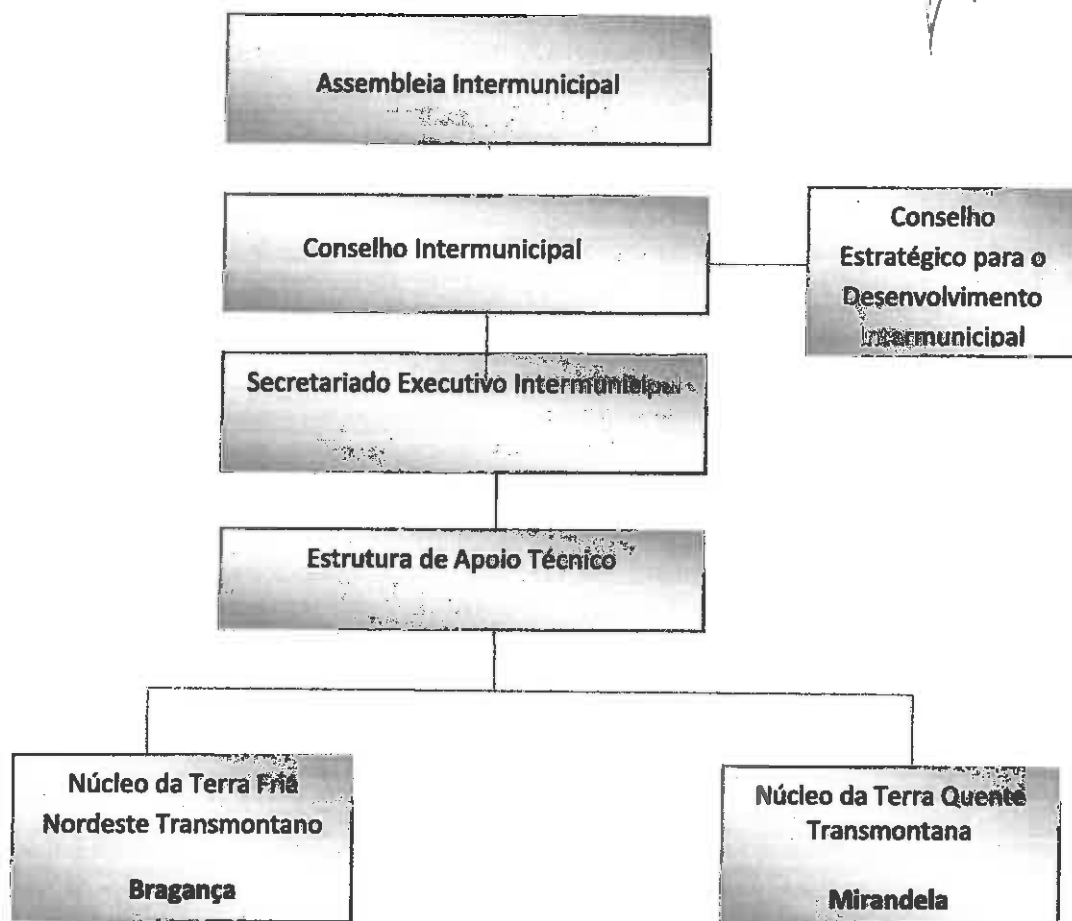 Assembleia Intermunicipal
Conselho Intermunicipal
Conselho
Estratégico para o
Desenvolvimento
Intermunicipal
Secretariado Executivo Intermunicipal
Estrutura de Apoio Técnico
Núcleo da Terra Fria
Nordeste Transmontano
Bragança
Núcleo da Terra Quente
Transmontana
Mirandela